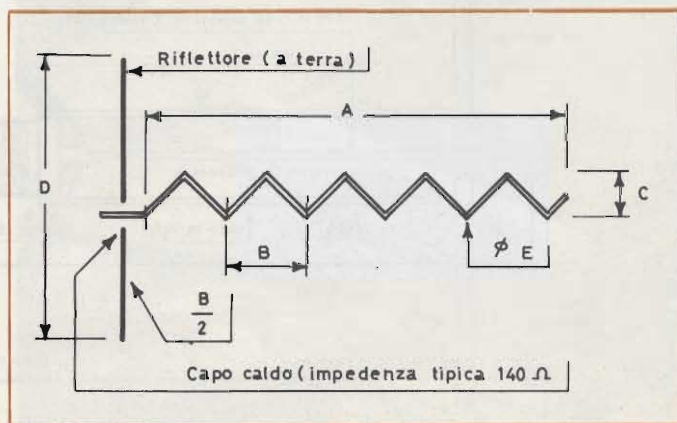 Riflettore (a terra)
A
D
C
B
φ E
B
2
Capo caldo (impedenza tipica 140 Ω